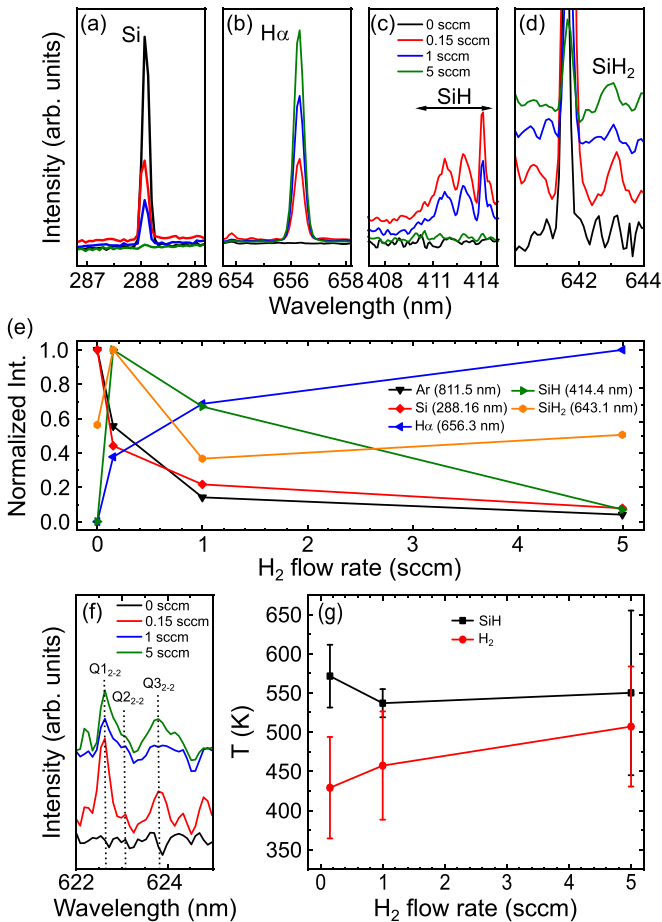 (a)
Si
(b)
Hα
(c)
0 sccm
0.15 sccm
1 sccm
5 sccm
SiH
(d)
SiH₂
Intensity (arb. units)
287 288 289
654 656 658
408 411 414
642 644
Wavelength (nm)
(e)
1.0
0.8
0.6
0.4
0.2
0.0
Normalized Int.
Ar (811.5 nm)
Si (288.16 nm)
Hα (656.3 nm)
SiH (414.4 nm)
SiH₂ (643.1 nm)
0 1 2 3 4 5
H₂ flow rate (sccm)
(f)
0 sccm
0.15 sccm
1 sccm
5 sccm
Q1₂₋₂
Q2₂₋₂
Q3₂₋₂
Intensity (arb. units)
622 624
Wavelength (nm)
(g)
SiH
H₂
650
600
550
500
450
400
350
T (K)
0 1 2 3 4 5
H₂ flow rate (sccm)